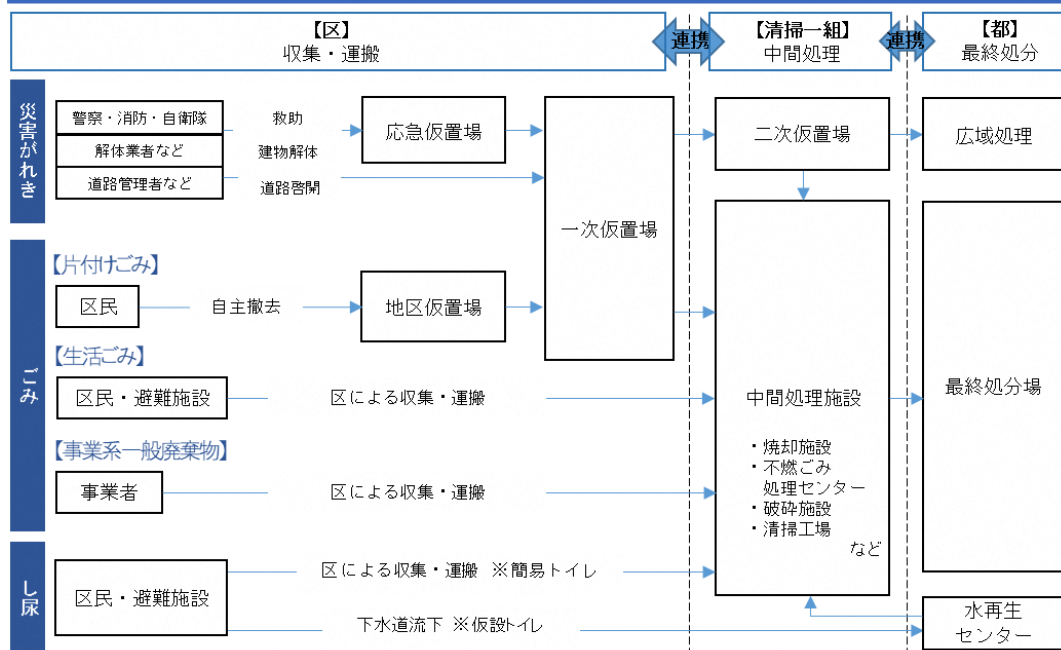 【区】
収集・運搬
連携
【清掃一組】
中間処理
連携
【都】
最終処分
災害がれき
警察・消防・自衛隊
救助
応急仮置場
解体業者など
建物解体
道路管理者など
道路啓開
一次仮置場
二次仮置場
広域処理
ごみ
【片付けごみ】
区民
自主撤去
地区仮置場
【生活ごみ】
区民・避難施設
区による収集・運搬
【事業系一般廃棄物】
事業者
区による収集・運搬
中間処理施設
・焼却施設
・不燃ごみ
処理センター
・破砕施設
・清掃工場
など
最終処分場
し尿
区民・避難施設
区による収集・運搬 ※簡易トイレ
下水道流下 ※仮設トイレ
水再生
センター